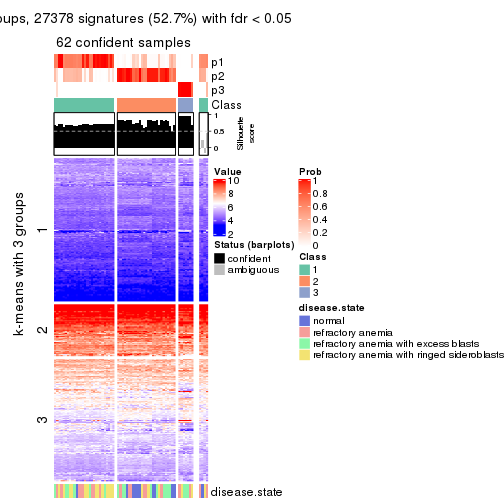 oups, 27378 signatures (52.7%) with fdr < 0.05
62 confident samples
p1
p2
p3
Class
1
0.5
0
Silhouette
score
k-means with 3 groups
1
2
3
disease.state
Value
10
8
6
4
2
Status (barplots)
confident
ambiguous
Prob
1
0.8
0.6
0.4
0.2
0
Class
1
2
3
disease.state
normal
refractory anemia
refractory anemia with excess blasts
refractory anemia with ringed sideroblasts